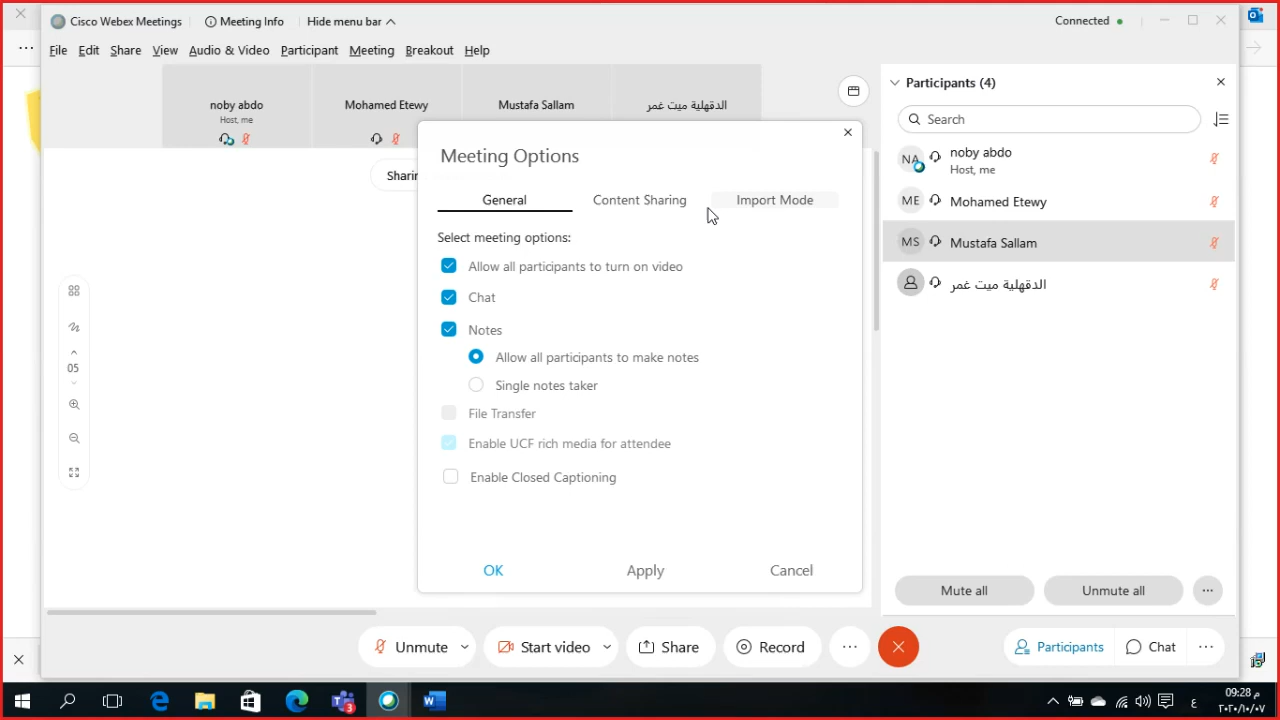 Cisco Webex Meetings
Meeting Info
Hide menu bar
Connected
File Edit Share View Audio & Video Participant Meeting Breakout Help
noby abdo
Host, me
Mohamed Etewy
Mustafa Sallam
الدقهلية ميت غمر
Participants (4)
Search
NA
noby abdo
Host, me
ME
Mohamed Etewy
MS
Mustafa Sallam
الدقهلية ميت غمر
Meeting Options
General
Content Sharing
Import Mode
Select meeting options:
Allow all participants to turn on video
Chat
Notes
Allow all participants to make notes
Single notes taker
File Transfer
Enable UCF rich media for attendee
Enable Closed Captioning
OK
Apply
Cancel
05
Mute all
Unmute all
Unmute
Start video
Share
Record
Participants
Chat
3
ع
09:28 م
٢٠٢٠/١٠/٠٧